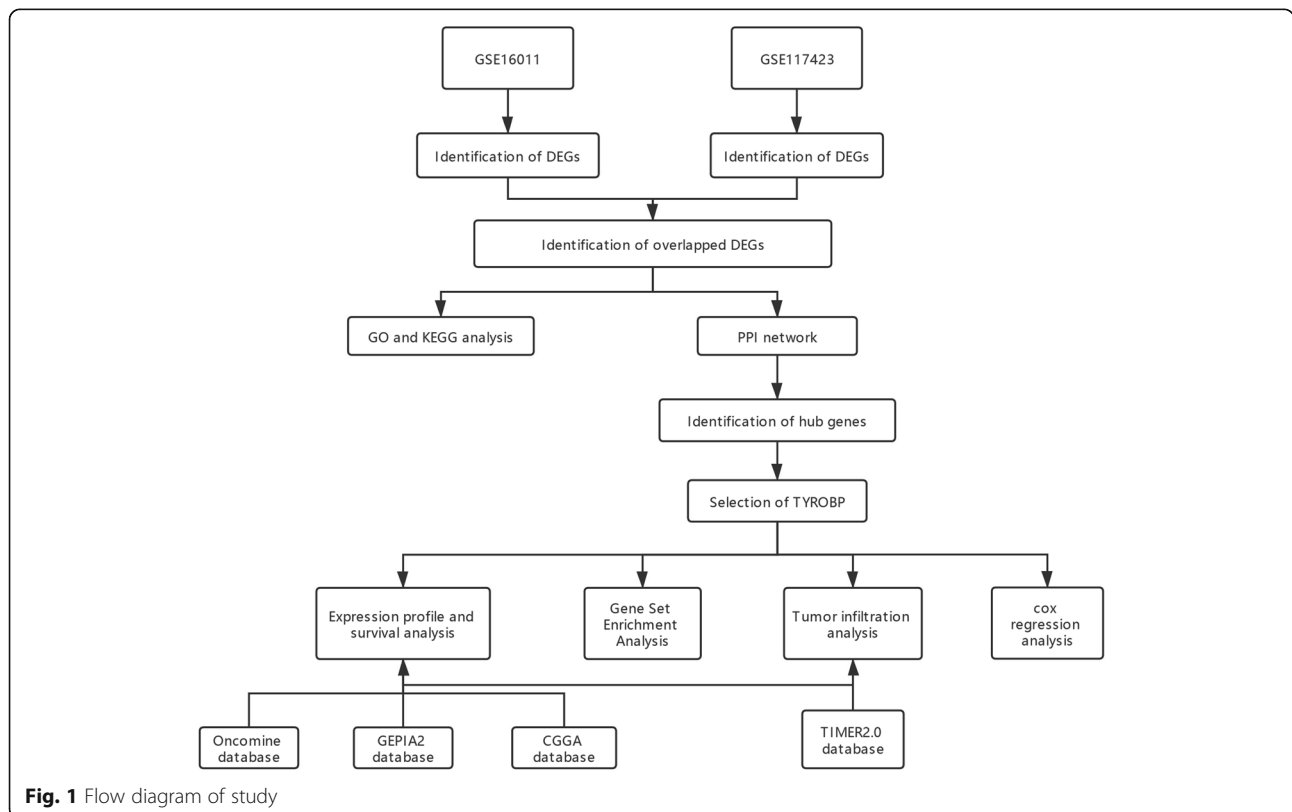 GSE16011
GSE117423
Identification of DEGs
Identification of DEGs
Identification of overlapped DEGs
GO and KEGG analysis
PPI network
Identification of hub genes
Selection of TYROBP
Expression profile and
survival analysis
Gene Set
Enrichment
Analysis
Tumor infiltration
analysis
cox
regression
analysis
Oncomine
database
GEPIA2
database
CGGA
database
TIMER2.0
database
Fig. 1 Flow diagram of study